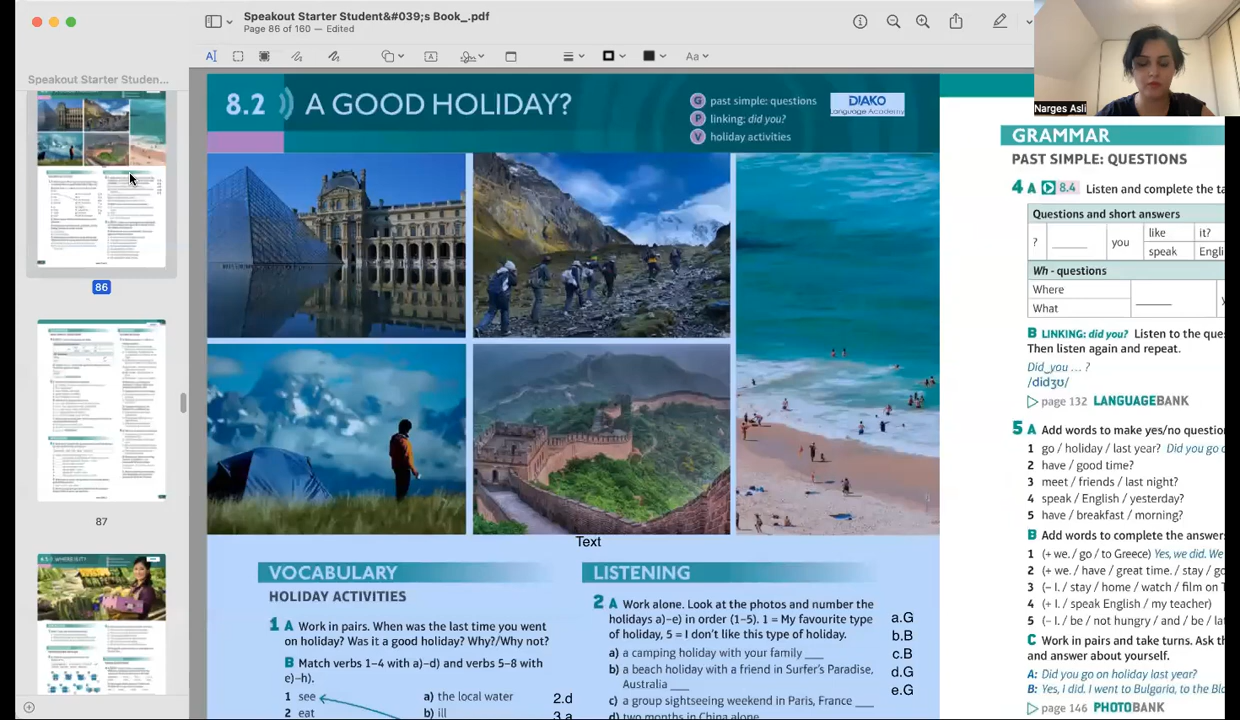 Speakout Starter Student&#039;s Book_.pdf
Page 86 of 160 — Edited
Speakout Starter Studen...
Aa
Narges Asli
86
87
8.2 A GOOD HOLIDAY?
G past simple: questions
P linking: did you?
V holiday activities
DIAKO
Language Academy
Text
VOCABULARY
HOLIDAY ACTIVITIES
1 A Work in pairs. When was the last time you went
on holiday? Was it a good holiday? Why?/Why not?
B Match verbs 1–4 with a)–d) and verbs 5–8 with
e)–h).
1 see a) the local water
2 eat b) ill
2.d
3.a
LISTENING
2 A Work alone. Look at the photos and number the
holidays a)–e) in order (1–5). 1 = My favourite type
of holiday, 5 = I don't like this type of holiday.
a) a camping holiday with your family ___
b) a beach holiday with a friend in Surfer's Paradise,
Australia ___
c) a group sightseeing weekend in Paris, France ___
d) two months in China alone
a.G
b.B
c.B
d.G
e.G
GRAMMAR
PAST SIMPLE: QUESTIONS
4 A 8.4 Listen and complete the ta
Questions and short answers
? ______ you like it?
speak Engli
Wh - questions
Where
What ______ y
B LINKING: did you? Listen to the ques
Then listen again and repeat.
Did_you ... ?
/dɪdʒʊ/
page 132 LANGUAGEBANK
5 A Add words to make yes/no question
1 go / holiday / last year? Did you go o
2 have / good time?
3 meet / friends / last night?
4 speak / English / yesterday?
5 have / breakfast / morning?
B Add words to complete the answers
1 (+ we. / go / to Greece) Yes, we did. We
2 (+ we. / have / great time. / stay / go
3 (– I. / stay / home / watch / film on T
4 (+ I. / speak English / my teacher)
5 (– I. / be / not hungry / and / be / lat
C Work in pairs and take turns. Ask th
and answer about yourself.
A: Did you go on holiday last year?
B: Yes, I did. I went to Bulgaria, to the Bla
page 146 PHOTOBANK